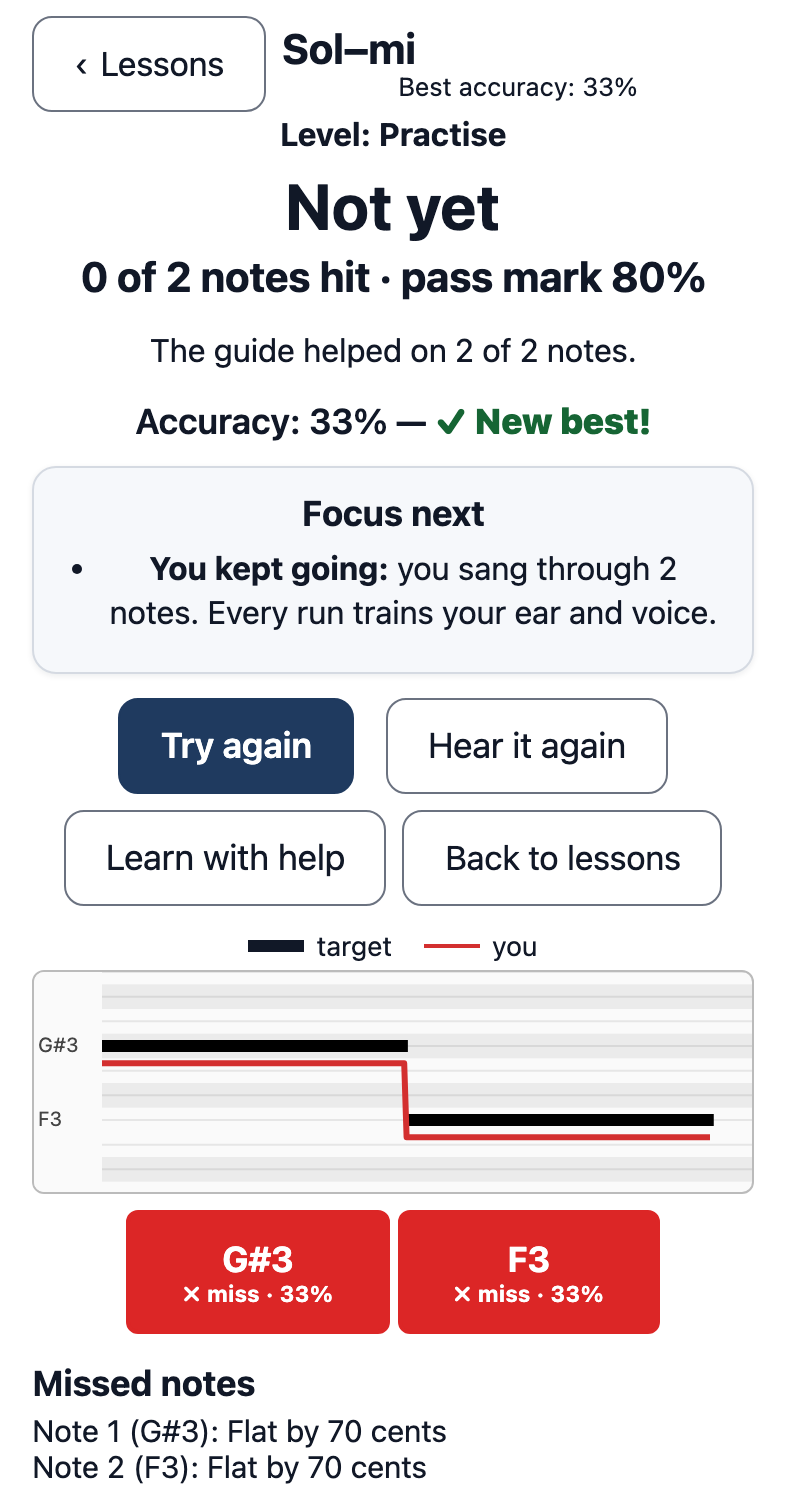 ‹ Lessons
Sol–mi
Best accuracy: 33%
Level: Practise
Not yet
0 of 2 notes hit · pass mark 80%
The guide helped on 2 of 2 notes.
Accuracy: 33% — ✓ New best!
Focus next
• You kept going: you sang through 2
notes. Every run trains your ear and voice.
Try again
Hear it again
Learn with help
Back to lessons
target
you
G#3
F3
G#3
✕ miss · 33%
F3
✕ miss · 33%
Missed notes
Note 1 (G#3): Flat by 70 cents
Note 2 (F3): Flat by 70 cents